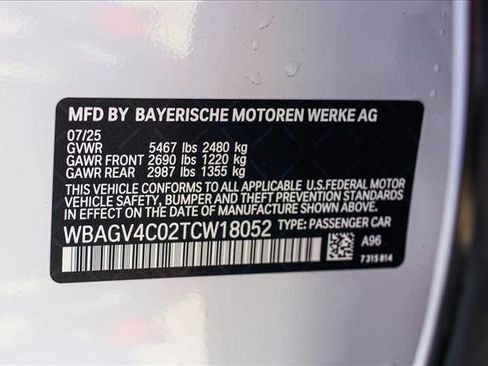 MFD BY BAYERISCHE MOTOREN WERKE AG
07/25
GVWR 5467 lbs 2480 kg
GAWR FRONT 2690 lbs 1220 kg
GAWR REAR 2987 lbs 1355 kg
THIS VEHICLE CONFORMS TO ALL APPLICABLE U.S.FEDERAL MOTOR
VEHICLE SAFETY, BUMPER AND THEFT PREVENTION STANDARDS
IN EFFECT ON THE DATE OF MANUFACTURE SHOWN ABOVE.
WBAGV4C02TCW18052 TYPE: PASSENGER CAR
A96
7 315 814